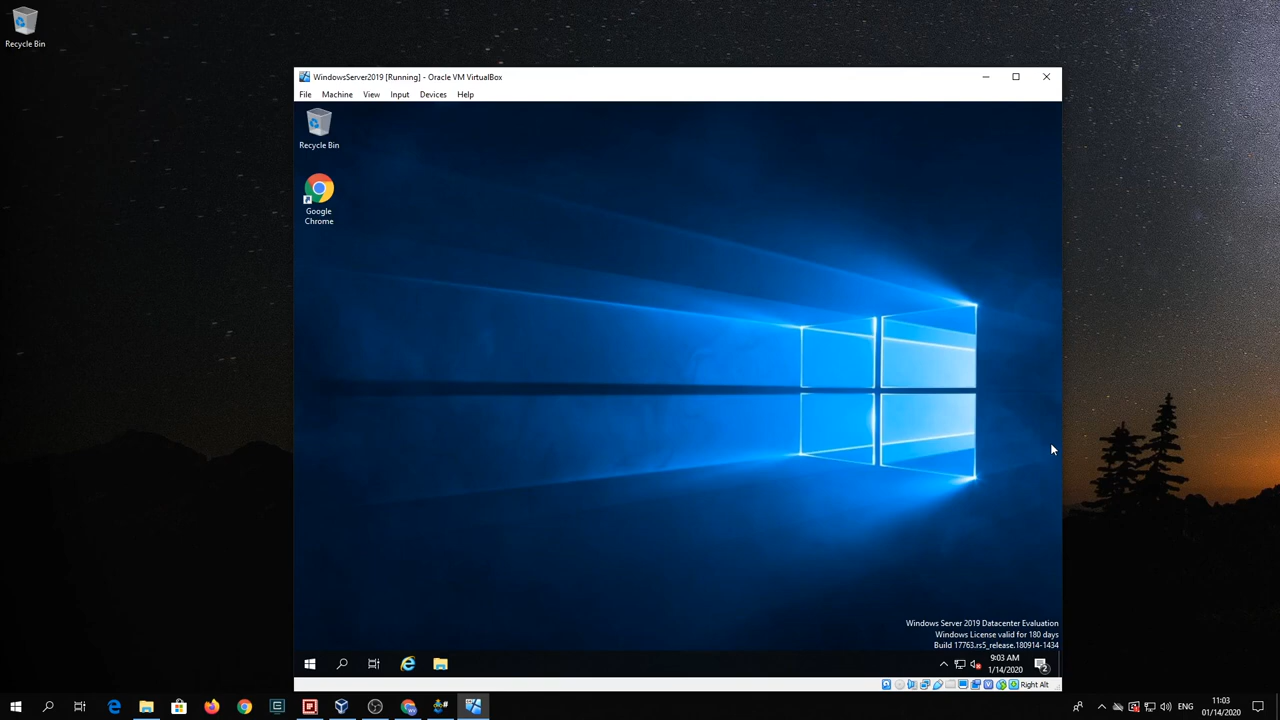 Recycle Bin
WindowsServer2019 [Running] - Oracle VM VirtualBox
File Machine View Input Devices Help
Recycle Bin
Google
Chrome
Windows Server 2019 Datacenter Evaluation
Windows License valid for 180 days
Build 17763.rs5_release.180914-1434
9:03 AM
1/14/2020
2
Right Alt
ENG
11:03
01/14/2020